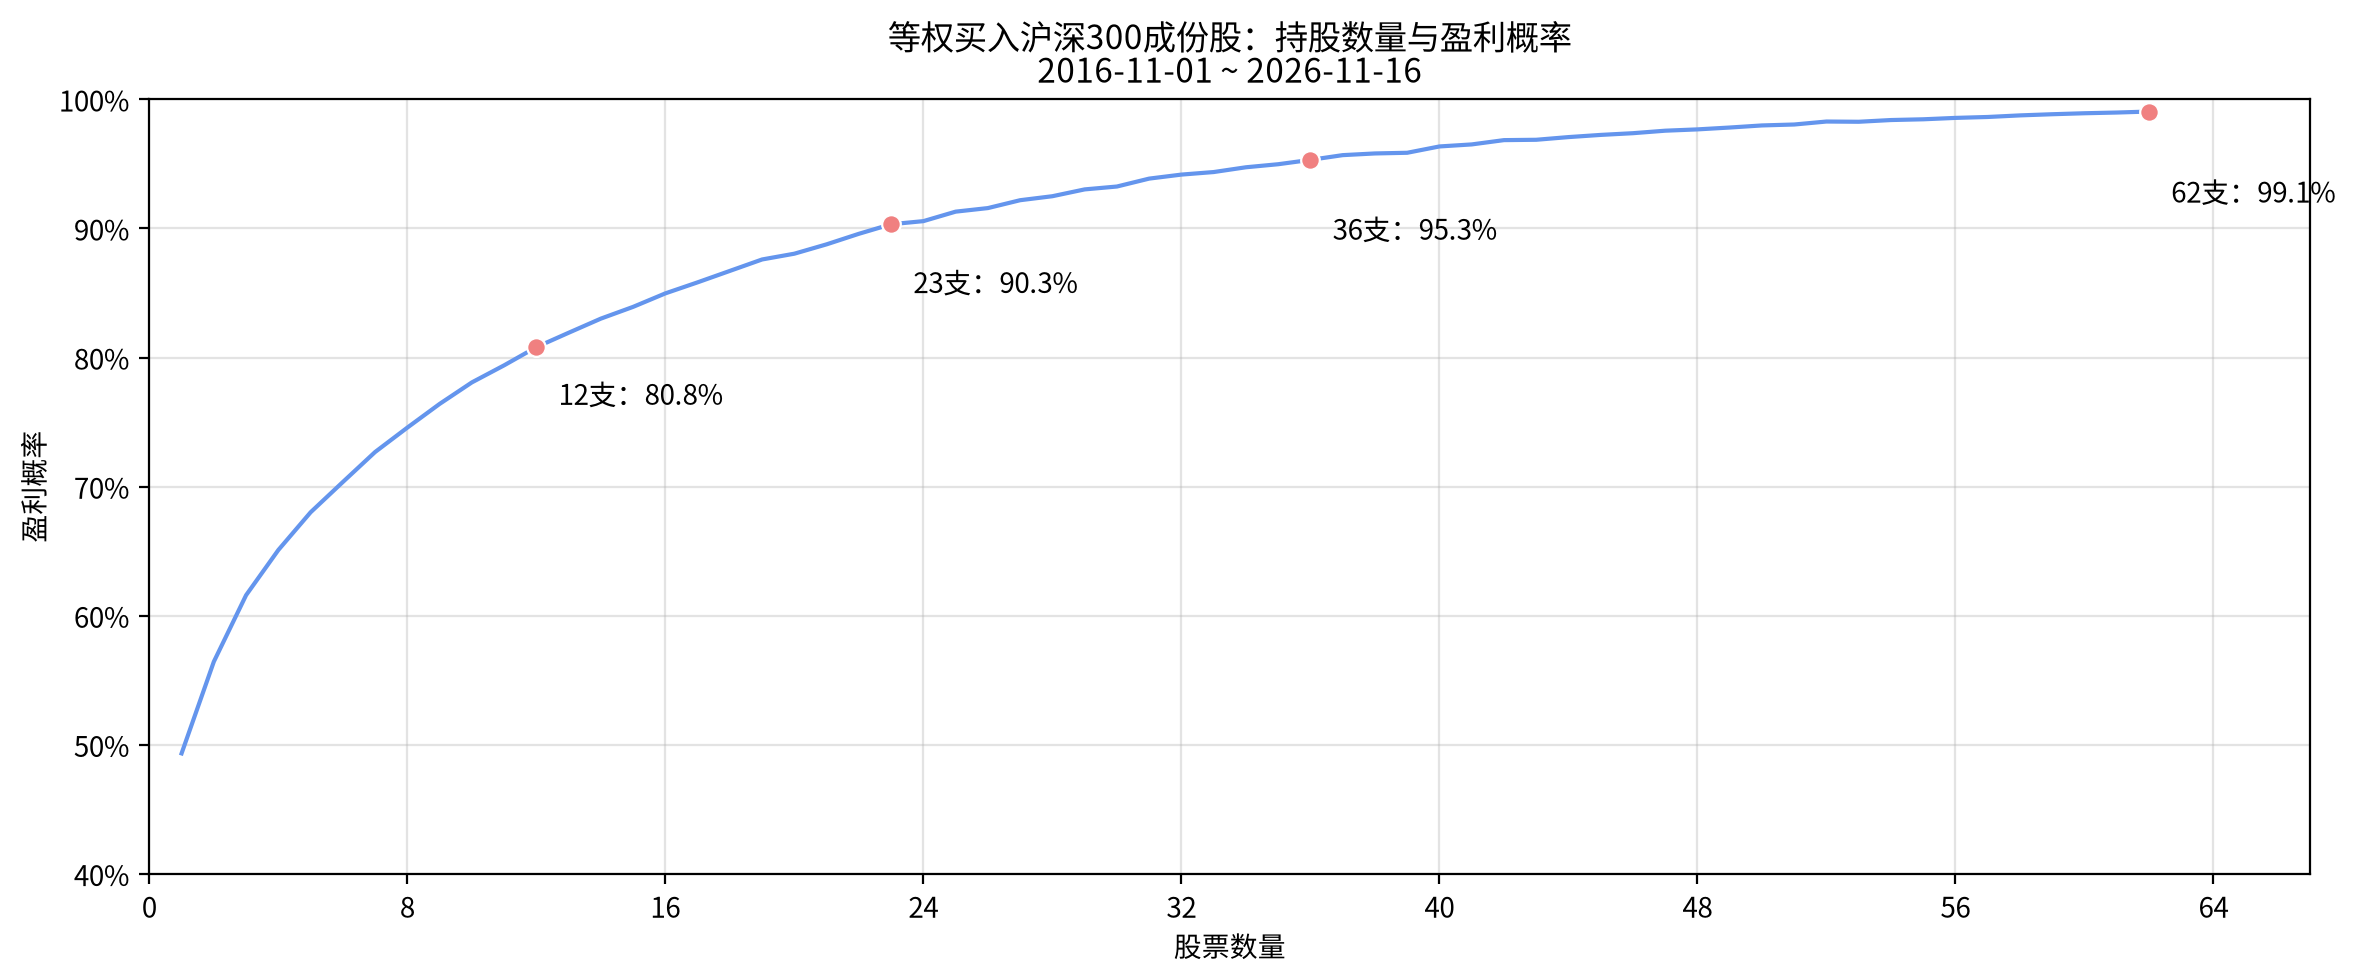 等权买入沪深300成份股：持股数量与盈利概率
2016-11-01 ~ 2026-11-16
盈利概率
100%
90%
80%
70%
60%
50%
40%
12支：80.8%
23支：90.3%
36支：95.3%
62支：99.1%
0 8 16 24 32 40 48 56 64
股票数量